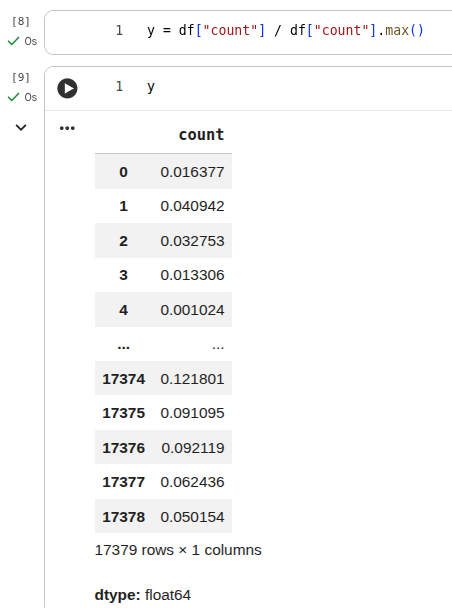 [8]
0s
1 y = df["count"] / df["count"].max()
[9]
0s
1 y
count
0 0.016377
1 0.040942
2 0.032753
3 0.013306
4 0.001024
... ...
17374 0.121801
17375 0.091095
17376 0.092119
17377 0.062436
17378 0.050154
17379 rows × 1 columns
dtype: float64